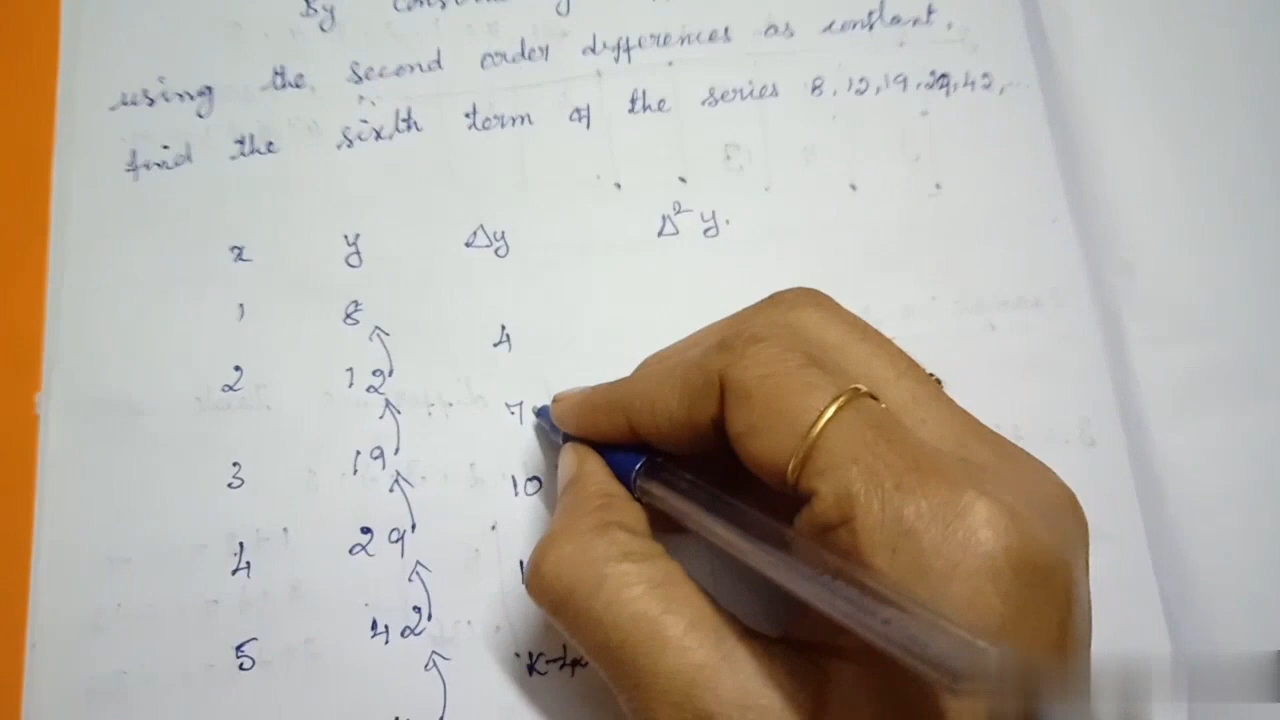 By
using the second order differences as constant,
find the sixth term of the series 8, 12, 19, 29, 42, ...
x y Δy Δ²y.
1 8
4
2 12
7
3 19
10
4 29
5 42